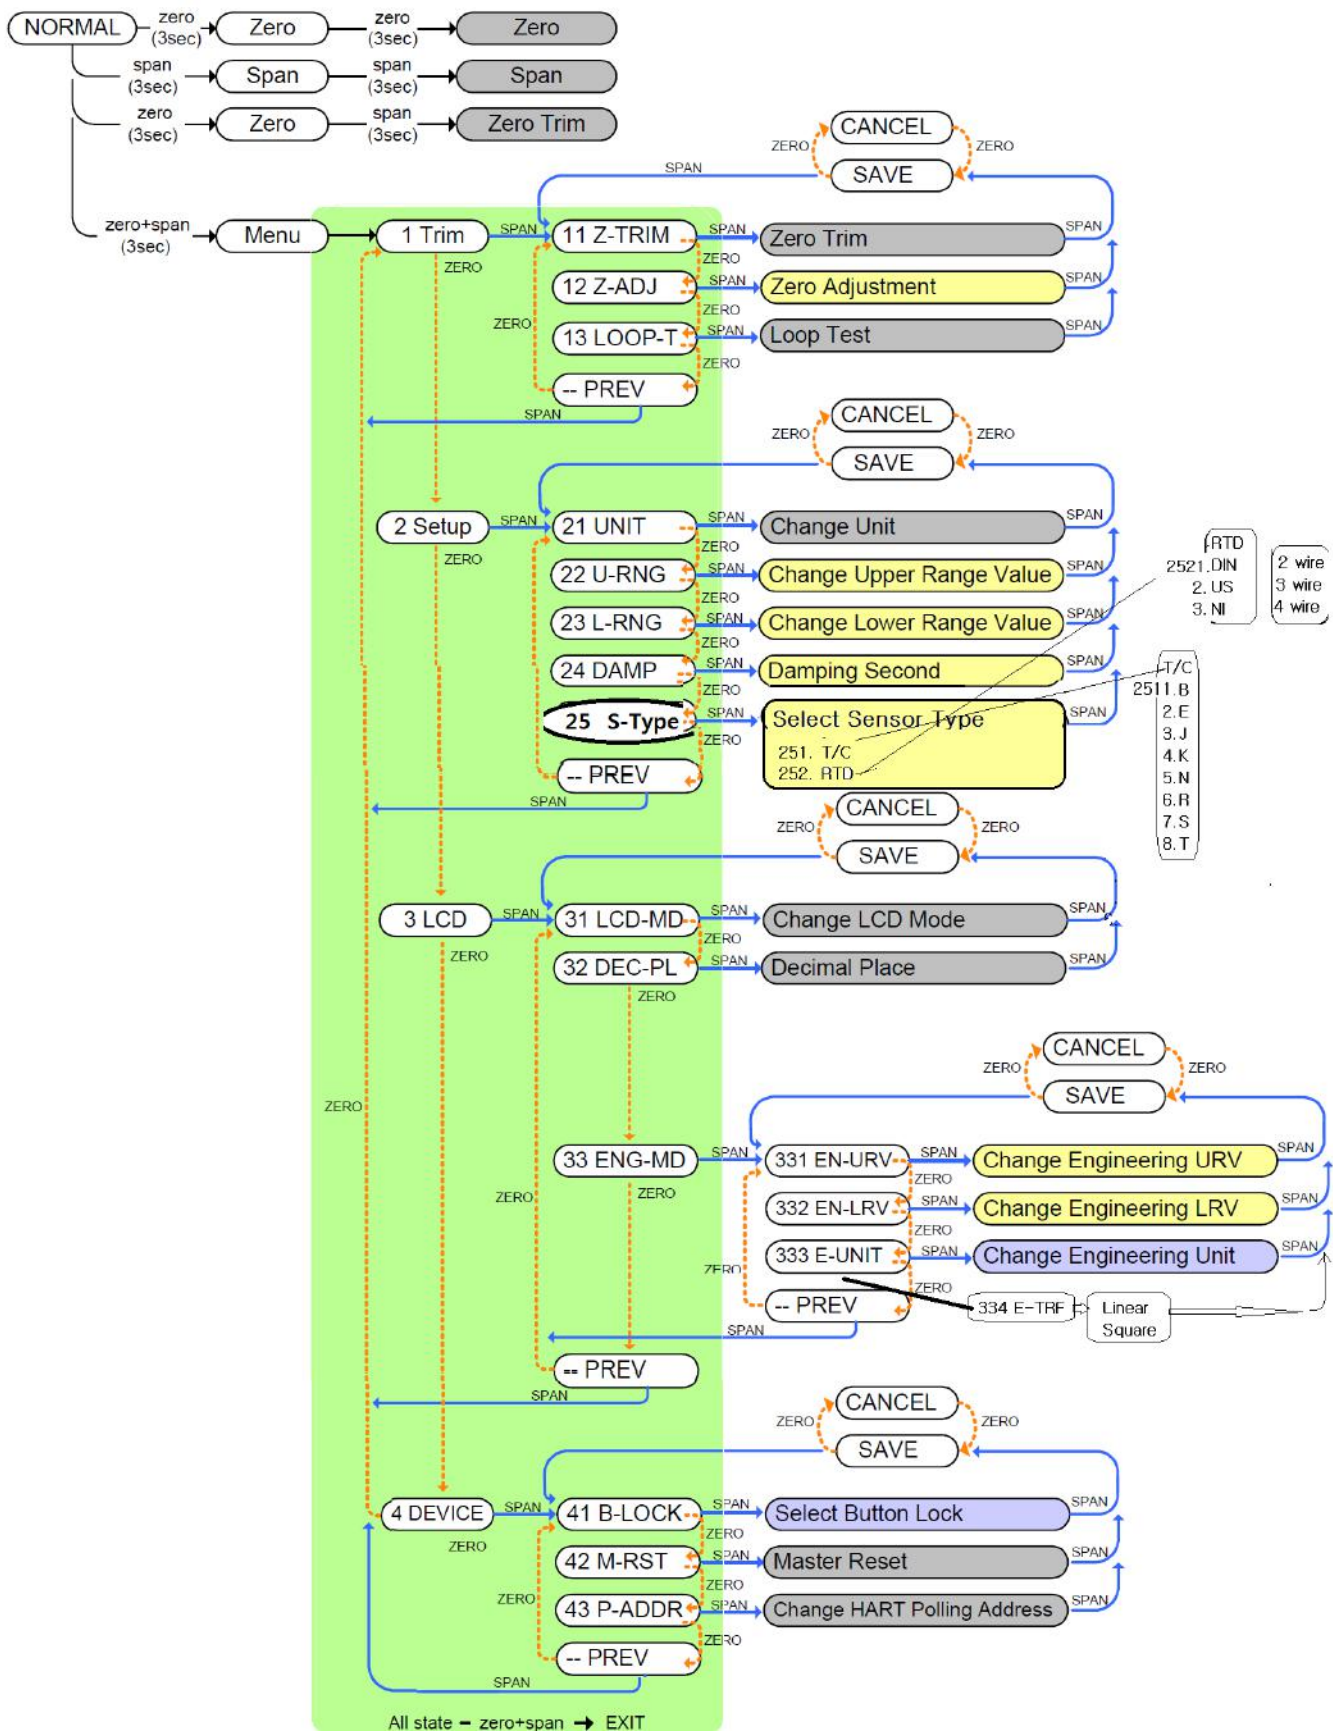 NORMAL
zero
(3sec)
Zero
zero
(3sec)
Zero
span
(3sec)
Span
span
(3sec)
Span
zero
(3sec)
Zero
span
(3sec)
Zero Trim
zero+span
(3sec)
Menu
CANCEL
ZERO
ZERO
SAVE
SPAN
1 Trim
SPAN
11 Z-TRIM
SPAN
Zero Trim
SPAN
ZERO
ZERO
12 Z-ADJ
SPAN
Zero Adjustment
SPAN
ZERO
ZERO
13 LOOP-T
SPAN
Loop Test
SPAN
ZERO
-- PREV
SPAN
CANCEL
ZERO
ZERO
SAVE
2 Setup
SPAN
21 UNIT
SPAN
Change Unit
SPAN
ZERO
ZERO
22 U-RNG
SPAN
Change Upper Range Value
SPAN
ZERO
23 L-RNG
SPAN
Change Lower Range Value
SPAN
ZERO
24 DAMP
SPAN
Damping Second
SPAN
ZERO
25 S-Type
SPAN
Select Sensor Type
SPAN
ZERO
251. T/C
252. RTD
-- PREV
SPAN
RTD
2521.DIN
2. US
3. NI
2 wire
3 wire
4 wire
T/C
2511.B
2.E
3.J
4.K
5.N
6.R
7.S
8.T
CANCEL
ZERO
ZERO
SAVE
3 LCD
SPAN
31 LCD-MD
SPAN
Change LCD Mode
SPAN
ZERO
ZERO
32 DEC-PL
SPAN
Decimal Place
SPAN
ZERO
CANCEL
ZERO
ZERO
SAVE
ZERO
33 ENG-MD
SPAN
331 EN-URV
SPAN
Change Engineering URV
SPAN
ZERO
ZERO
ZERO
332 EN-LRV
SPAN
Change Engineering LRV
SPAN
ZERO
333 E-UNIT
SPAN
Change Engineering Unit
SPAN
ZERO
ZERO
-- PREV
334 E-TRF
Linear
Square
SPAN
-- PREV
SPAN
CANCEL
ZERO
ZERO
SAVE
4 DEVICE
SPAN
41 B-LOCK
SPAN
Select Button Lock
SPAN
ZERO
ZERO
42 M-RST
SPAN
Master Reset
SPAN
ZERO
ZERO
43 P-ADDR
SPAN
Change HART Polling Address
SPAN
ZERO
-- PREV
SPAN
All state – zero+span → EXIT